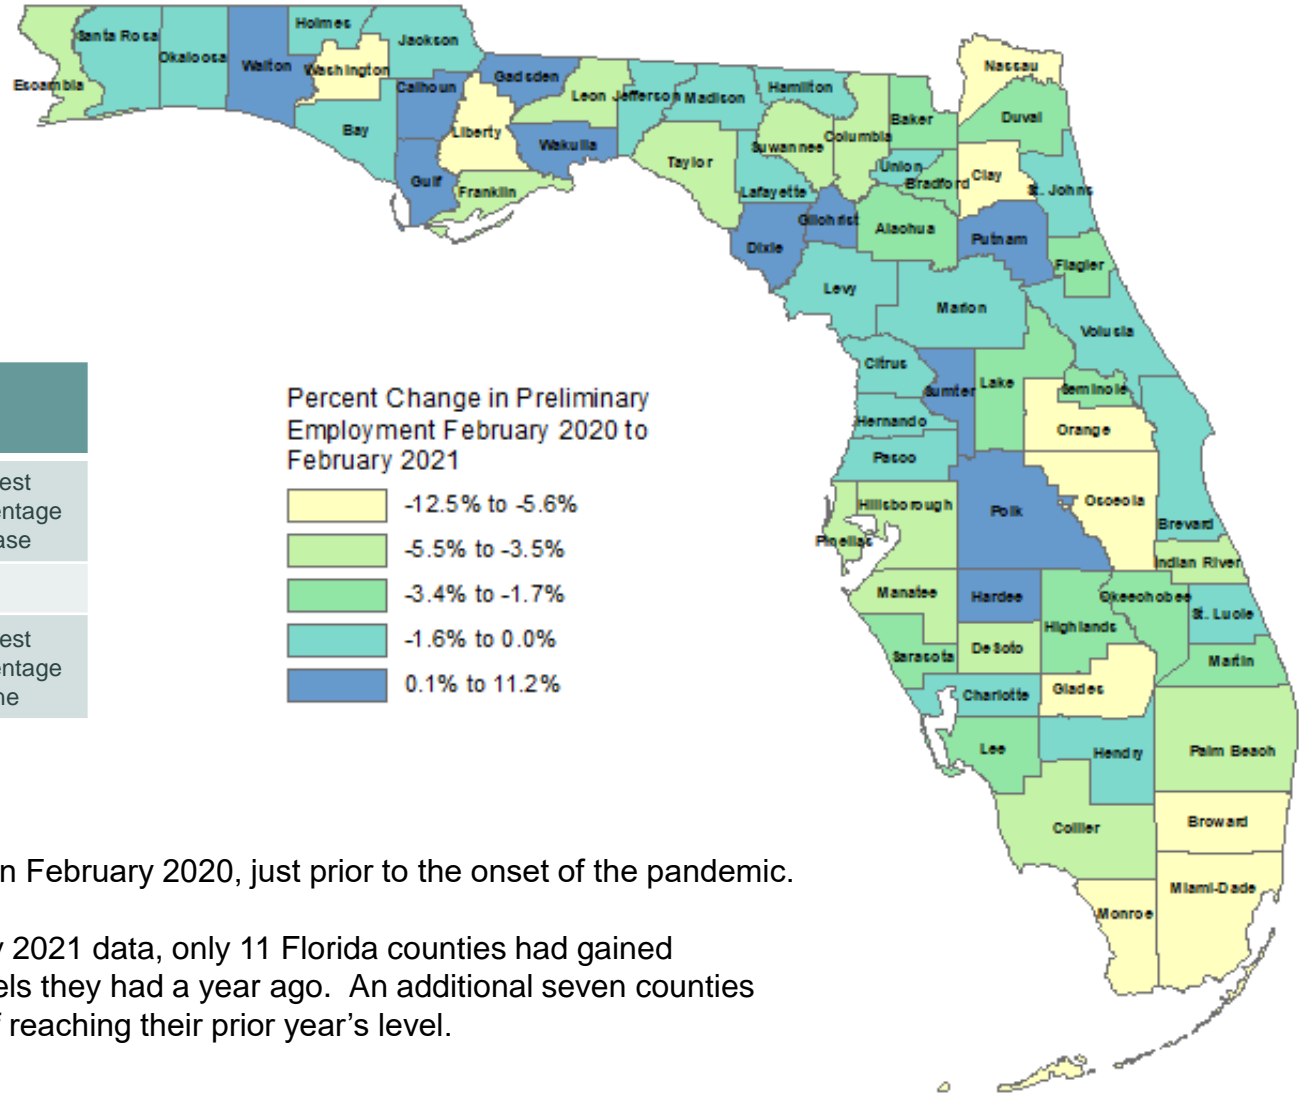 Holmes
Santa Rosa
Jackson
Okaloosa
Walton
Washington
Escambia
Calhoun
Gadsden
Leon
Jefferson
Madison
Hamilton
Nassau
Bay
Liberty
Wakulla
Taylor
Suwannee
Columbia
Baker
Duval
Gulf
Franklin
Lafayette
Union
Bradford
Clay
St. Johns
Dixie
Gilchrist
Alachua
Putnam
Flagler
Levy
Marion
Volusia
Citrus
Sumter
Lake
Seminole
Hernando
Orange
Pasco
Hillsborough
Polk
Osceola
Brevard
Pinellas
Indian River
Manatee
Hardee
Okeechobee
Highlands
St. Lucie
Sarasota
DeSoto
Martin
Charlotte
Glades
Lee
Hendry
Palm Beach
Collier
Broward
Miami-Dade
Monroe
est
entage
ase
est
entage
ne
Percent Change in Preliminary
Employment February 2020 to
February 2021
-12.5% to -5.6%
-5.5% to -3.5%
-3.4% to -1.7%
-1.6% to 0.0%
0.1% to 11.2%
n February 2020, just prior to the onset of the pandemic.
2021 data, only 11 Florida counties had gained
els they had a year ago. An additional seven counties
reaching their prior year's level.